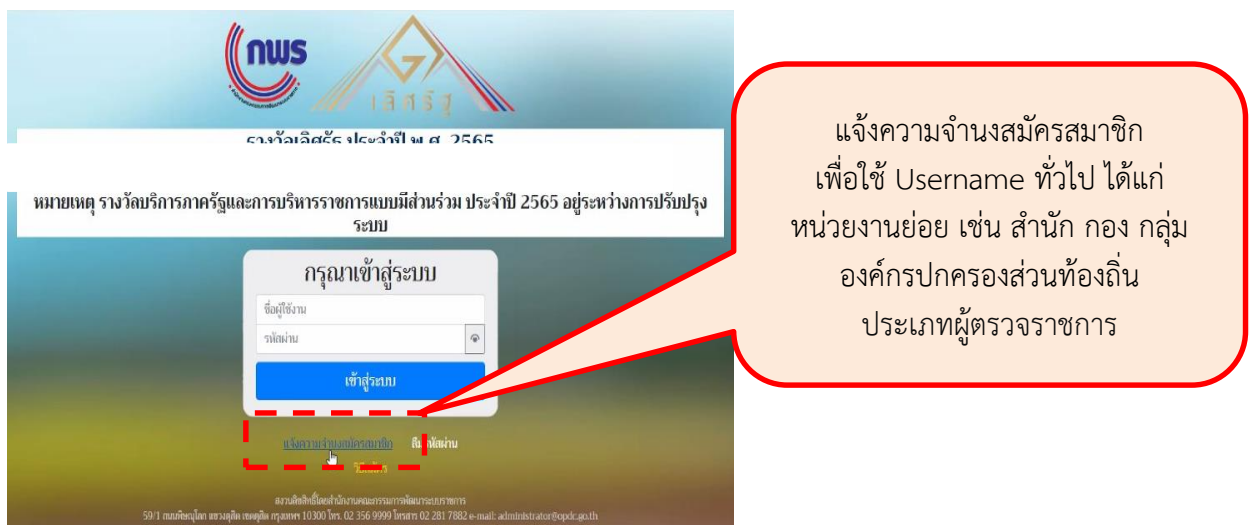 กพร
เลิศรัฐ
รางวัลเลิศรัฐ ประจำปี พ.ศ. 2565
หมายเหตุ รางวัลบริการภาครัฐและการบริหารราชการแบบมีส่วนร่วม ประจำปี 2565 อยู่ระหว่างการปรับปรุง
ระบบ
กรุณาเข้าสู่ระบบ
ชื่อผู้ใช้งาน
รหัสผ่าน
เข้าสู่ระบบ
แจ้งความจำนงสมัครสมาชิก ลืมรหัสผ่าน
วิธีสมัคร
สงวนลิขสิทธิ์โดยสำนักงานคณะกรรมการพัฒนาระบบราชการ
59/1 ถนนพิษณุโลก แขวงดุสิต เขตดุสิต กรุงเทพฯ 10300 โทร. 02 356 9999 โทรสาร 02 281 7882 e-mail: administrator@opdc.go.th
แจ้งความจำนงสมัครสมาชิก
เพื่อใช้ Username ทั่วไป ได้แก่
หน่วยงานย่อย เช่น สำนัก กอง กลุ่ม
องค์กรปกครองส่วนท้องถิ่น
ประเภทผู้ตรวจราชการ